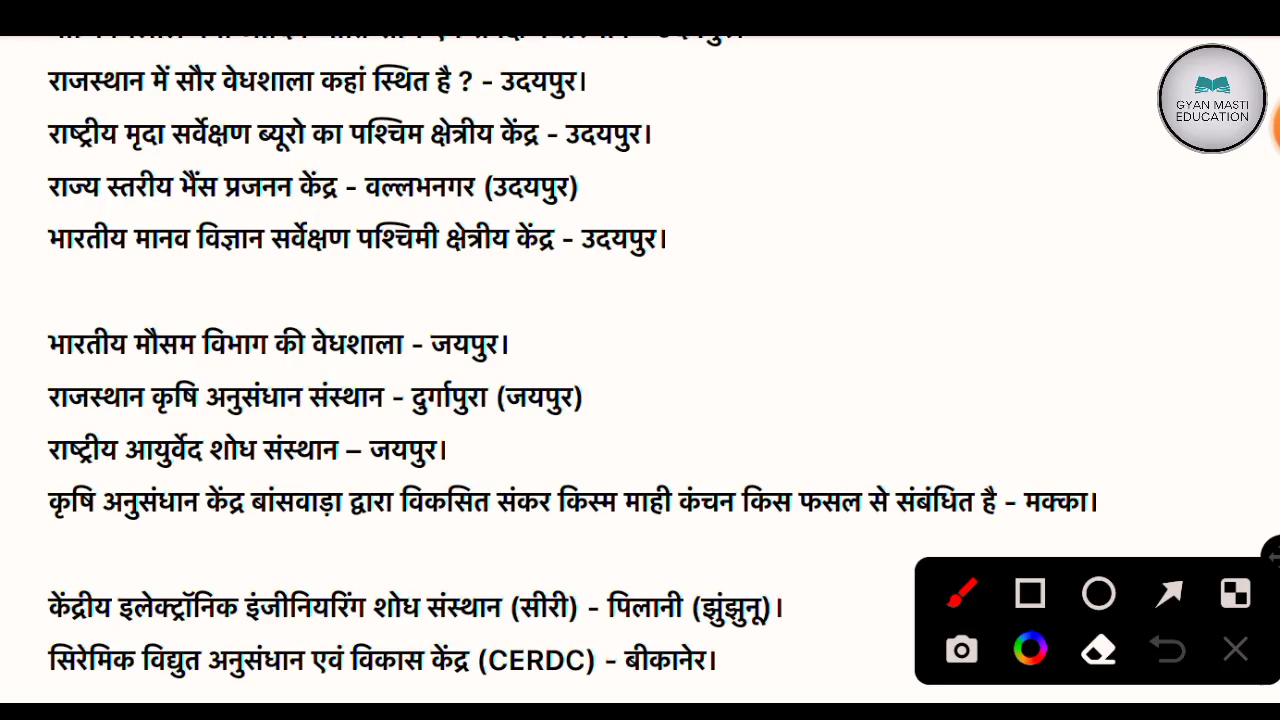 राजस्थान में सौर वेधशाला कहां स्थित है ? - उदयपुर।
राष्ट्रीय मृदा सर्वेक्षण ब्यूरो का पश्चिम क्षेत्रीय केंद्र - उदयपुर।
राज्य स्तरीय भैंस प्रजनन केंद्र - वल्लभनगर (उदयपुर)
भारतीय मानव विज्ञान सर्वेक्षण पश्चिमी क्षेत्रीय केंद्र - उदयपुर।
भारतीय मौसम विभाग की वेधशाला - जयपुर।
राजस्थान कृषि अनुसंधान संस्थान - दुर्गापुरा (जयपुर)
राष्ट्रीय आयुर्वेद शोध संस्थान – जयपुर।
कृषि अनुसंधान केंद्र बांसवाड़ा द्वारा विकसित संकर किस्म माही कंचन किस फसल से संबंधित है - मक्का।
केंद्रीय इलेक्ट्रॉनिक इंजीनियरिंग शोध संस्थान (सीरी) - पिलानी (झुंझुनू)।
सिरेमिक विद्युत अनुसंधान एवं विकास केंद्र (CERDC) - बीकानेर।
GYAN MASTI
EDUCATION